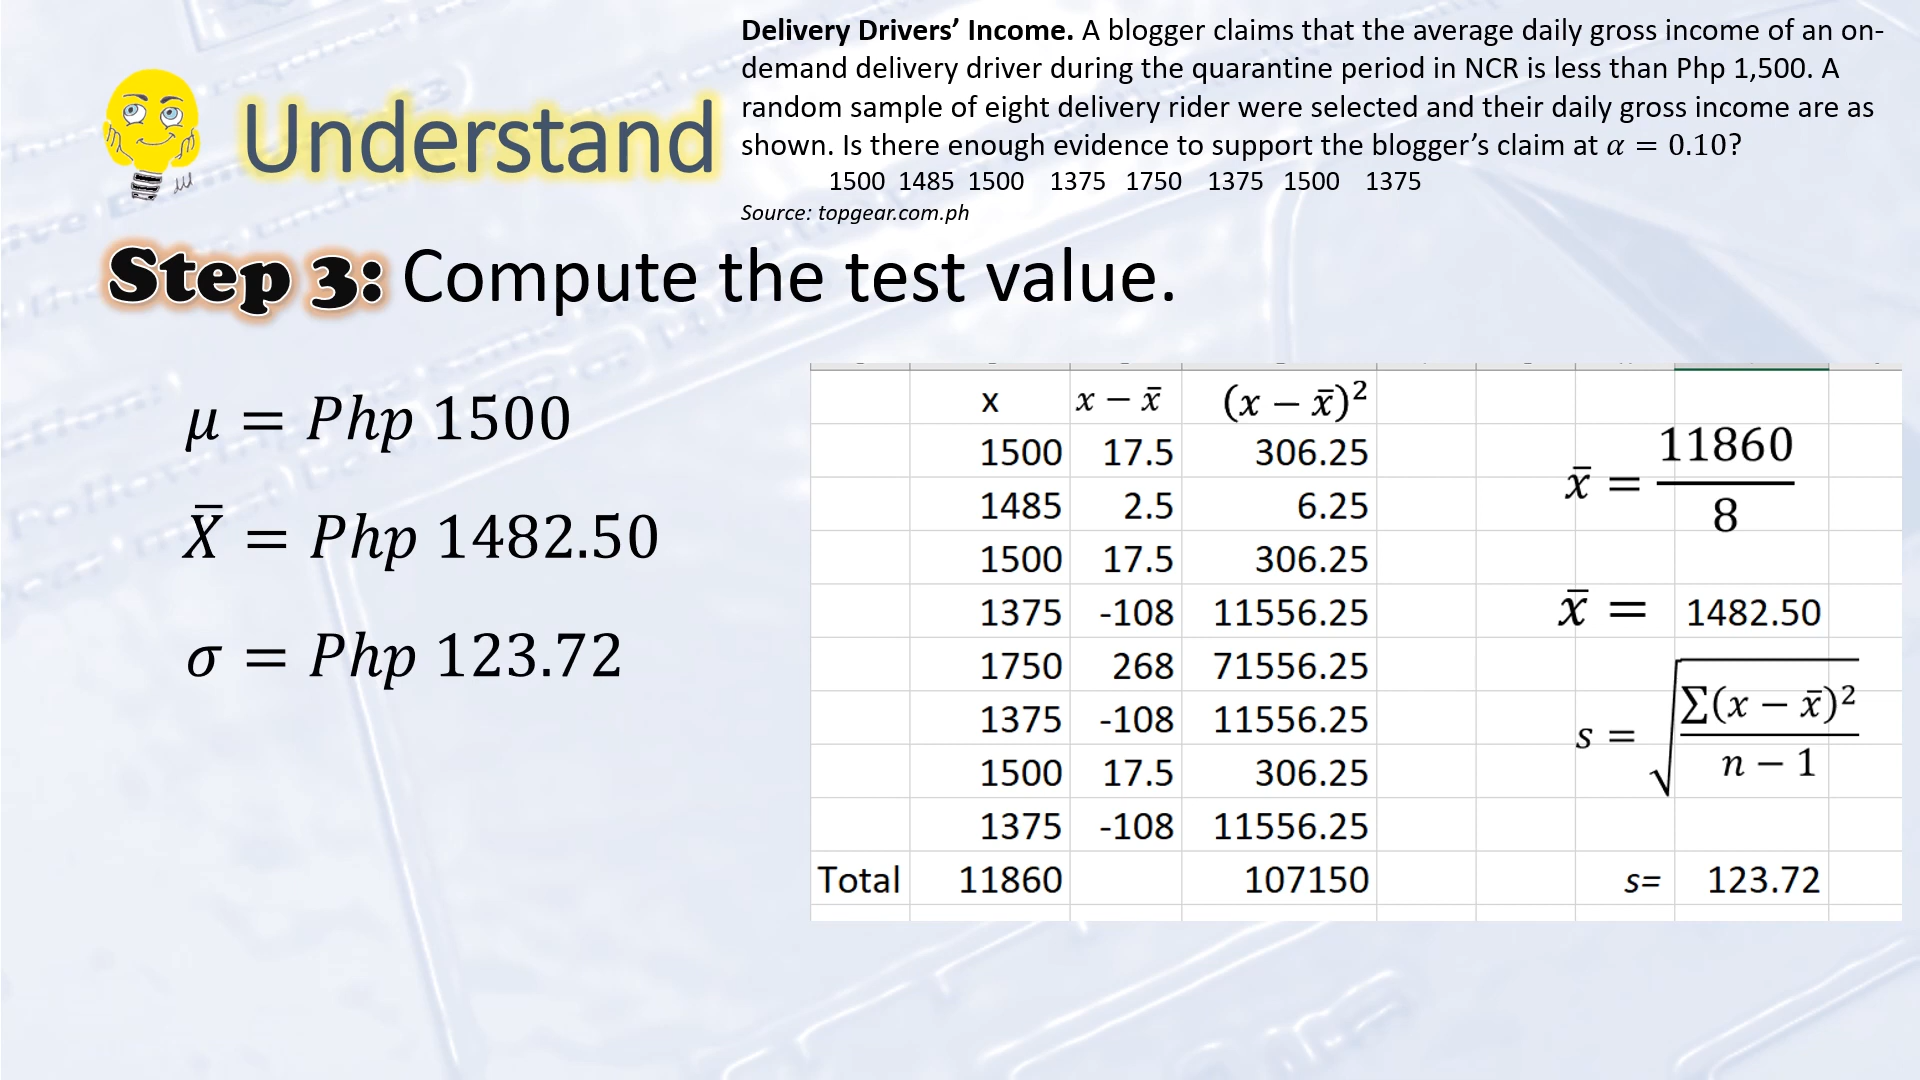 Delivery Drivers’ Income. A blogger claims that the average daily gross income of an on-
demand delivery driver during the quarantine period in NCR is less than Php 1,500. A
random sample of eight delivery rider were selected and their daily gross income are as
shown. Is there enough evidence to support the blogger’s claim at α = 0.10?
1500 1485 1500 1375 1750 1375 1500 1375
Source: topgear.com.ph
Understand
Step 3: Compute the test value.
μ = Php 1500
X̄ = Php 1482.50
σ = Php 123.72
x x − x̄ (x − x̄)²
1500 17.5 306.25
1485 2.5 6.25
1500 17.5 306.25
1375 -108 11556.25
1750 268 71556.25
1375 -108 11556.25
1500 17.5 306.25
1375 -108 11556.25
Total 11860 107150
x̄ = 11860 / 8
x̄ = 1482.50
s = √(∑(x − x̄)² / n − 1)
s= 123.72